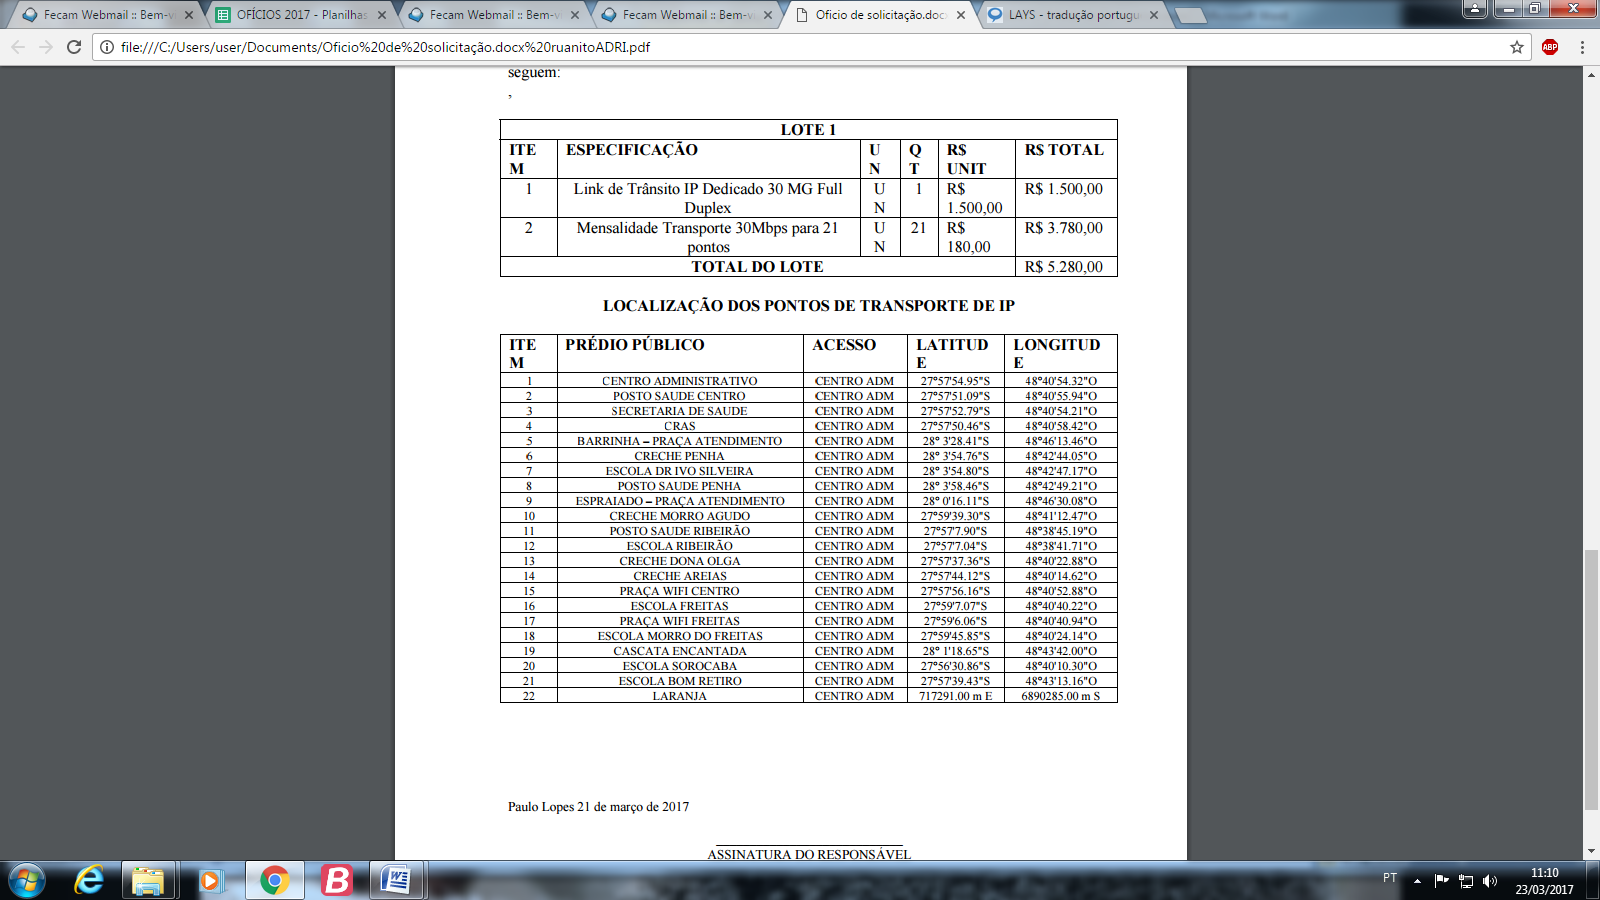 Fecam Webmail :: Bem-v
OFÍCIOS 2017 - Planilhas
Fecam Webmail :: Bem-v
Fecam Webmail :: Bem-v
Oficio de solicitação.doc
LAYS - tradução portugu
file:///C:/Users/user/Documents/Oficio%20de%20solicitação.docx%20ruanitoADRI.pdf
ABP
seguem:
,
LOTE 1
ITE M ESPECIFICAÇÃO U N Q T R$ UNIT R$ TOTAL
1 Link de Trânsito IP Dedicado 30 MG Full Duplex U N 1 R$ 1.500,00 R$ 1.500,00
2 Mensalidade Transporte 30Mbps para 21 pontos U N 21 R$ 180,00 R$ 3.780,00
TOTAL DO LOTE R$ 5.280,00
LOCALIZAÇÃO DOS PONTOS DE TRANSPORTE DE IP
ITE M PRÉDIO PÚBLICO ACESSO LATITUD E LONGITUD E
1 CENTRO ADMINISTRATIVO CENTRO ADM 27°57'54.95"S 48°40'54.32"O
2 POSTO SAUDE CENTRO CENTRO ADM 27°57'51.09"S 48°40'55.94"O
3 SECRETARIA DE SAUDE CENTRO ADM 27°57'52.79"S 48°40'54.21"O
4 CRAS CENTRO ADM 27°57'50.46"S 48°40'58.42"O
5 BARRINHA – PRAÇA ATENDIMENTO CENTRO ADM 28° 3'28.41"S 48°46'13.46"O
6 CRECHE PENHA CENTRO ADM 28° 3'54.76"S 48°42'44.05"O
7 ESCOLA DR IVO SILVEIRA CENTRO ADM 28° 3'54.80"S 48°42'47.17"O
8 POSTO SAUDE PENHA CENTRO ADM 28° 3'58.46"S 48°42'49.21"O
9 ESPRAIADO – PRAÇA ATENDIMENTO CENTRO ADM 28° 0'16.11"S 48°46'30.08"O
10 CRECHE MORRO AGUDO CENTRO ADM 27°59'39.30"S 48°41'12.47"O
11 POSTO SAUDE RIBEIRÃO CENTRO ADM 27°57'7.90"S 48°38'45.19"O
12 ESCOLA RIBEIRÃO CENTRO ADM 27°57'7.04"S 48°38'41.71"O
13 CRECHE DONA OLGA CENTRO ADM 27°57'37.36"S 48°40'22.88"O
14 CRECHE AREIAS CENTRO ADM 27°57'44.12"S 48°40'14.62"O
15 PRAÇA WIFI CENTRO CENTRO ADM 27°57'56.16"S 48°40'52.88"O
16 ESCOLA FREITAS CENTRO ADM 27°59'7.07"S 48°40'40.22"O
17 PRAÇA WIFI FREITAS CENTRO ADM 27°59'6.06"S 48°40'40.94"O
18 ESCOLA MORRO DO FREITAS CENTRO ADM 27°59'45.85"S 48°40'24.14"O
19 CASCATA ENCANTADA CENTRO ADM 28° 1'18.65"S 48°43'42.00"O
20 ESCOLA SOROCABA CENTRO ADM 27°56'30.86"S 48°40'10.30"O
21 ESCOLA BOM RETIRO CENTRO ADM 27°57'39.43"S 48°43'13.16"O
22 LARANJA CENTRO ADM 717291.00 m E 6890285.00 m S
Paulo Lopes 21 de março de 2017
ASSINATURA DO RESPONSÁVEL
PT
11:10
23/03/2017